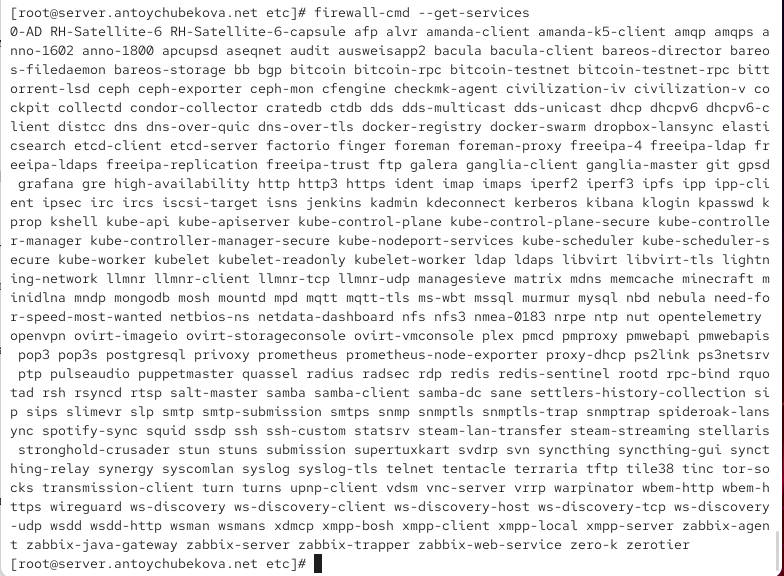 [root@server.antoychubekova.net etc]# firewall-cmd --get-services
0-AD RH-Satellite-6 RH-Satellite-6-capsule afp alvr amanda-client amanda-k5-client amqp amqps a
nno-1602 anno-1800 apcupsd aseqnet audit ausweisapp2 bacula bacula-client bareos-director bareo
s-filedaemon bareos-storage bb bgp bitcoin bitcoin-rpc bitcoin-testnet bitcoin-testnet-rpc bitt
orrent-lsd ceph ceph-exporter ceph-mon cfengine checkmk-agent civilization-iv civilization-v co
ckpit collectd condor-collector cratedb ctdb dds dds-multicast dds-unicast dhcp dhcpv6 dhcpv6-c
lient distcc dns dns-over-quic dns-over-tls docker-registry docker-swarm dropbox-lansync elasti
csearch etcd-client etcd-server factorio finger foreman foreman-proxy freeipa-4 freeipa-ldap fr
eeipa-ldaps freeipa-replication freeipa-trust ftp galera ganglia-client ganglia-master git gpsd
 grafana gre high-availability http http3 https ident imap imaps iperf2 iperf3 ipfs ipp ipp-cli
ent ipsec irc ircs iscsi-target isns jenkins kadmin kdeconnect kerberos kibana klogin kpasswd k
prop kshell kube-api kube-apiserver kube-control-plane kube-control-plane-secure kube-controlle
r-manager kube-controller-manager-secure kube-nodeport-services kube-scheduler kube-scheduler-s
ecure kube-worker kubelet kubelet-readonly kubelet-worker ldap ldaps libvirt libvirt-tls lightn
ing-network llmnr llmnr-client llmnr-tcp llmnr-udp managesieve matrix mdns memcache minecraft m
inidlna mndp mongodb mosh mountd mpd mqtt mqtt-tls ms-wbt mssql murmur mysql nbd nebula need-fo
r-speed-most-wanted netbios-ns netdata-dashboard nfs nfs3 nmea-0183 nrpe ntp nut opentelemetry
openvpn ovirt-imageio ovirt-storageconsole ovirt-vmconsole plex pmcd pmproxy pmwebapi pmwebapis
 pop3 pop3s postgresql privoxy prometheus prometheus-node-exporter proxy-dhcp ps2link ps3netsrv
 ptp pulseaudio puppetmaster quassel radius radsec rdp redis redis-sentinel rootd rpc-bind rquo
tad rsh rsyncd rtsp salt-master samba samba-client samba-dc sane settlers-history-collection si
p sips slimevr slp smtp smtp-submission smtps snmp snmptls snmptls-trap snmptrap spideroak-lans
ync spotify-sync squid ssdp ssh ssh-custom statsrv steam-lan-transfer steam-streaming stellaris
 stronghold-crusader stun stuns submission supertuxkart svdrp svn syncthing syncthing-gui synct
hing-relay synergy syscomlan syslog syslog-tls telnet tentacle terraria tftp tile38 tinc tor-so
cks transmission-client turn turns upnp-client vdsm vnc-server vrrp warpinator wbem-http wbem-h
ttps wireguard ws-discovery ws-discovery-client ws-discovery-host ws-discovery-tcp ws-discovery
-udp wsdd wsdd-http wsman wsmans xdmcp xmpp-bosh xmpp-client xmpp-local xmpp-server zabbix-agen
t zabbix-java-gateway zabbix-server zabbix-trapper zabbix-web-service zero-k zerotier
[root@server.antoychubekova.net etc]#